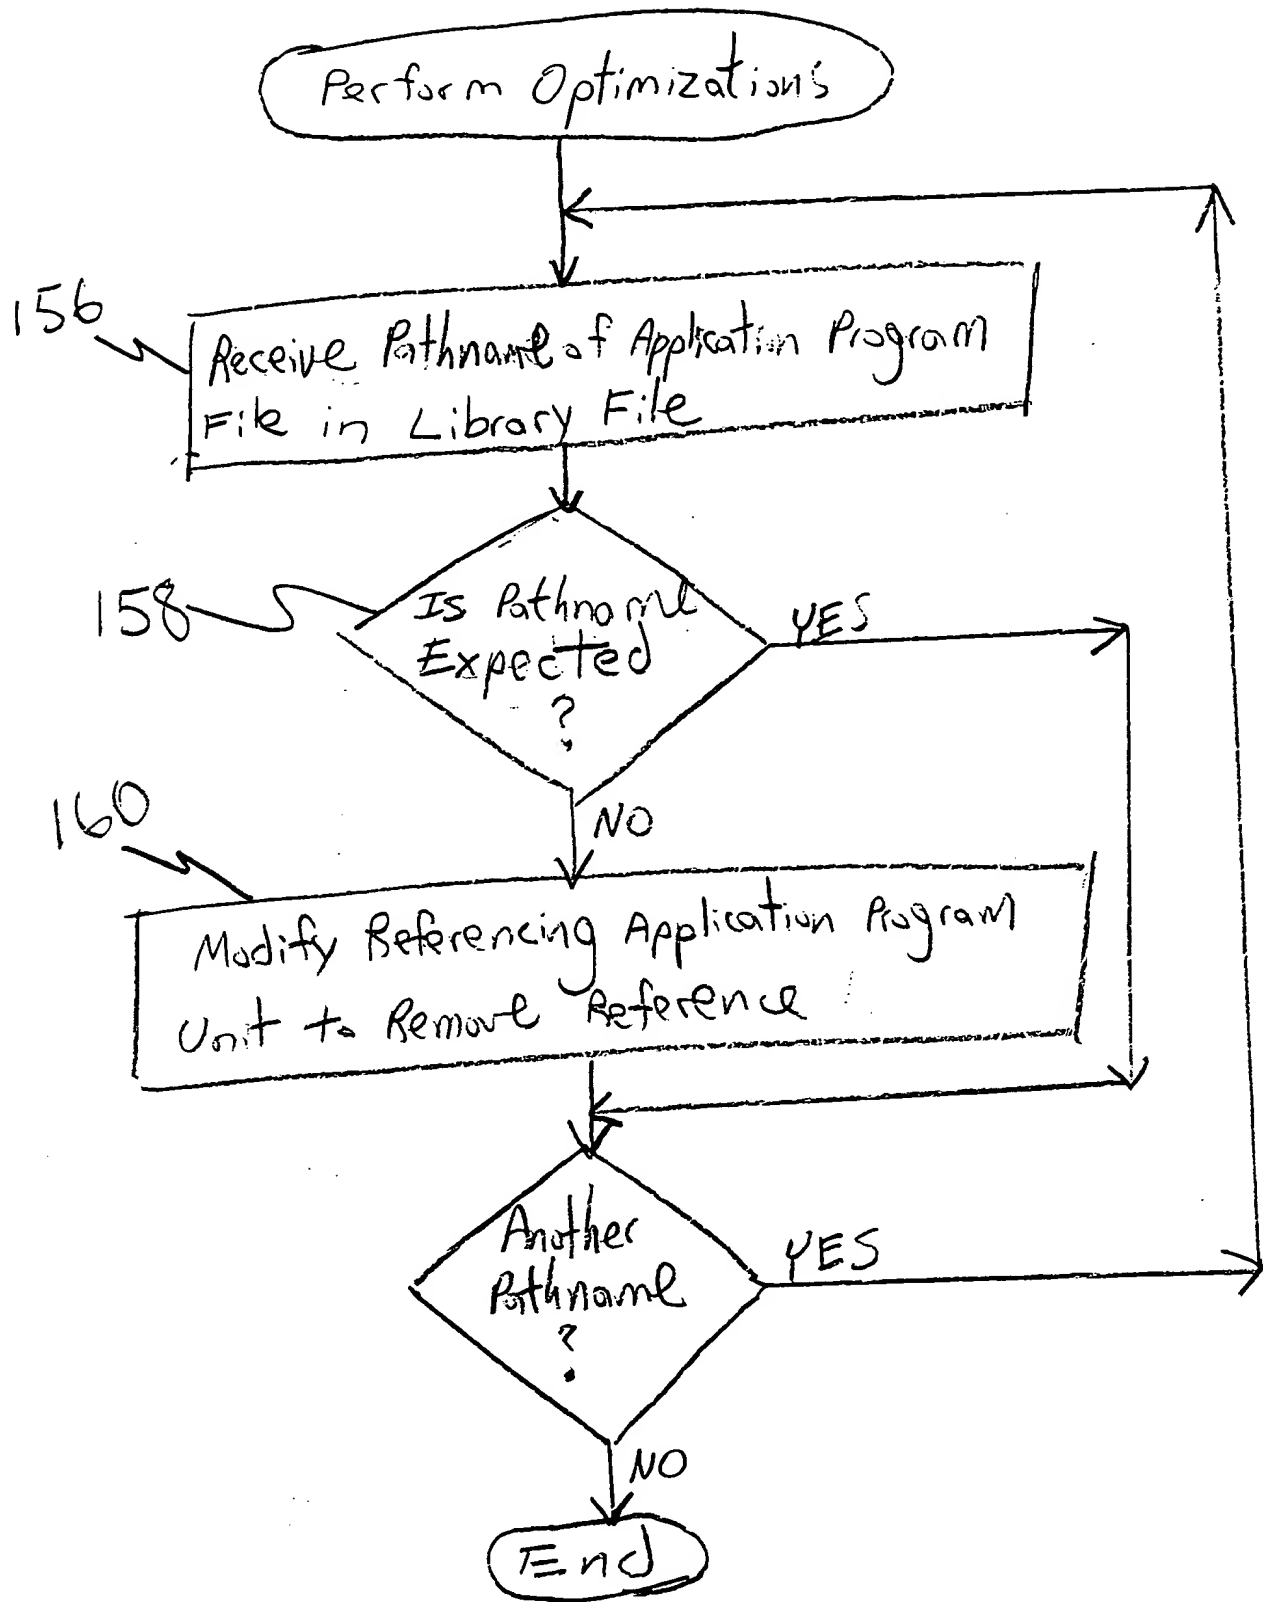 Perform Optimizations
156
Receive Pathname of Application Program
File in Library File
158
Is Pathname
Expected
?
YES
NO
160
Modify Referencing Application Program
Unit to Remove Reference
Another
Pathname
?
YES
NO
End